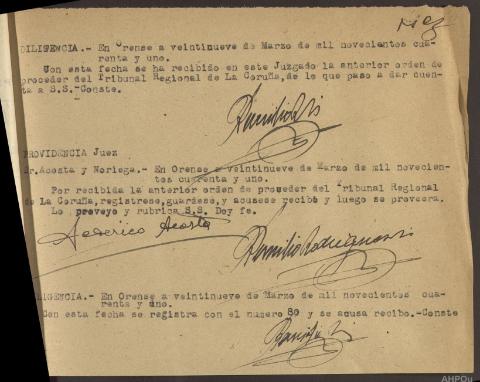 Diez
DILIGENCIA.- En Orense a veintinueve de Marzo de mil novecientos cua-
renta y uno.
Con esta fecha se ha recibido en este Juzgado la anterior orden de
proceder del Tribunal Regional de La Coruña, de lo que paso a dar cuen-
ta a S.S.-Conste.
PROVIDENCIA Juez
Sr. Acosta y Noriega.- En Orense a veintinueve de Marzo de mil novecien-
tos cuarenta y uno.
Por recibida la anterior orden de proceder del Tribunal Regional
de La Coruña, registrese, guardese, y acusese recibo y luego se proveera.
Lo proveyo y rubrica S.S. Doy fe.
Federico Acosta
DILIGENCIA.- En Orense a veintinueve de Marzo de mil novecientos cua-
renta y uno.
Con esta fecha se registra con el numero 80 y se acusa recibo.-Conste
AHPOu